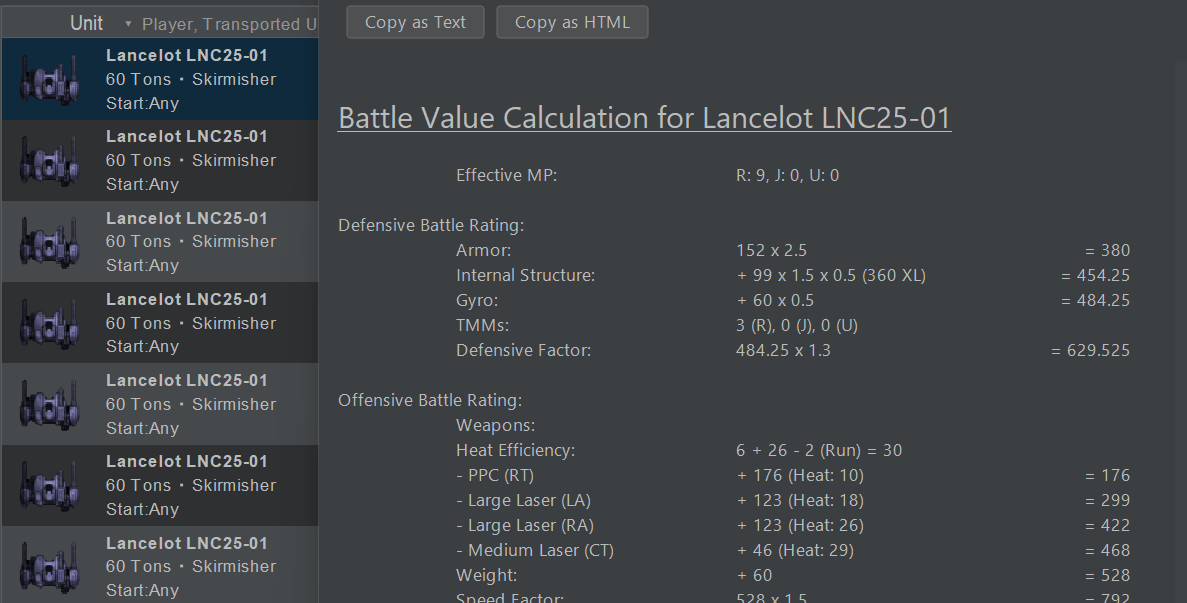 Unit ▾ Player, Transported U
Lancelot LNC25-01
60 Tons · Skirmisher
Start:Any
Lancelot LNC25-01
60 Tons · Skirmisher
Start:Any
Lancelot LNC25-01
60 Tons · Skirmisher
Start:Any
Lancelot LNC25-01
60 Tons · Skirmisher
Start:Any
Lancelot LNC25-01
60 Tons · Skirmisher
Start:Any
Lancelot LNC25-01
60 Tons · Skirmisher
Start:Any
Lancelot LNC25-01
60 Tons · Skirmisher
Start:Any
Copy as Text Copy as HTML
Battle Value Calculation for Lancelot LNC25-01
Effective MP: R: 9, J: 0, U: 0
Defensive Battle Rating:
Armor: 152 x 2.5 = 380
Internal Structure: + 99 x 1.5 x 0.5 (360 XL) = 454.25
Gyro: + 60 x 0.5 = 484.25
TMMs: 3 (R), 0 (J), 0 (U)
Defensive Factor: 484.25 x 1.3 = 629.525
Offensive Battle Rating:
Weapons:
Heat Efficiency: 6 + 26 - 2 (Run) = 30
- PPC (RT) + 176 (Heat: 10) = 176
- Large Laser (LA) + 123 (Heat: 18) = 299
- Large Laser (RA) + 123 (Heat: 26) = 422
- Medium Laser (CT) + 46 (Heat: 29) = 468
Weight: + 60 = 528
Speed Factor: 528 x 1.5 = 792